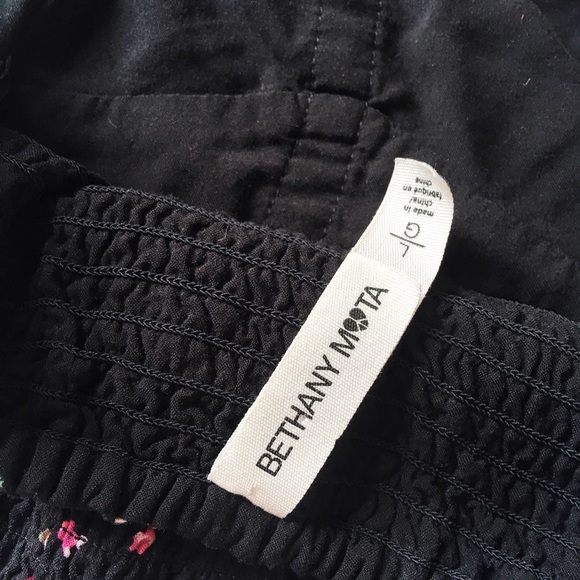 BETHANY MOTA
L/G
made in
china/
fabriqué en
chine